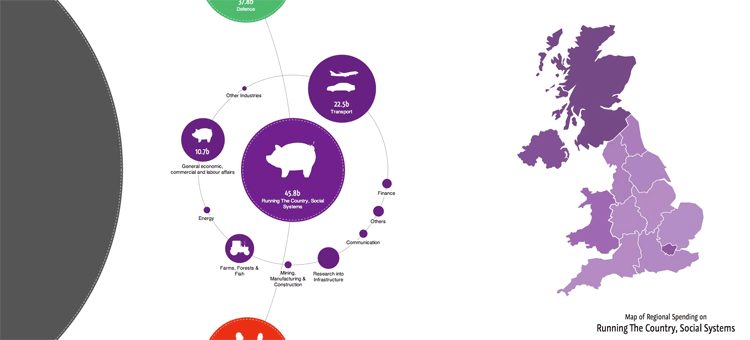 37.8b
Defence
Other Industries
22.5b
Transport
10.7b
General economic,
commercial and labour affairs
45.8b
Running The Country, Social
Systems
Finance
Energy
Others
Communication
Farms, Forests &
Fish
Mining,
Manufacturing &
Construction
Research into
Infrastructure
Map of Regional Spending on
Running The Country, Social Systems